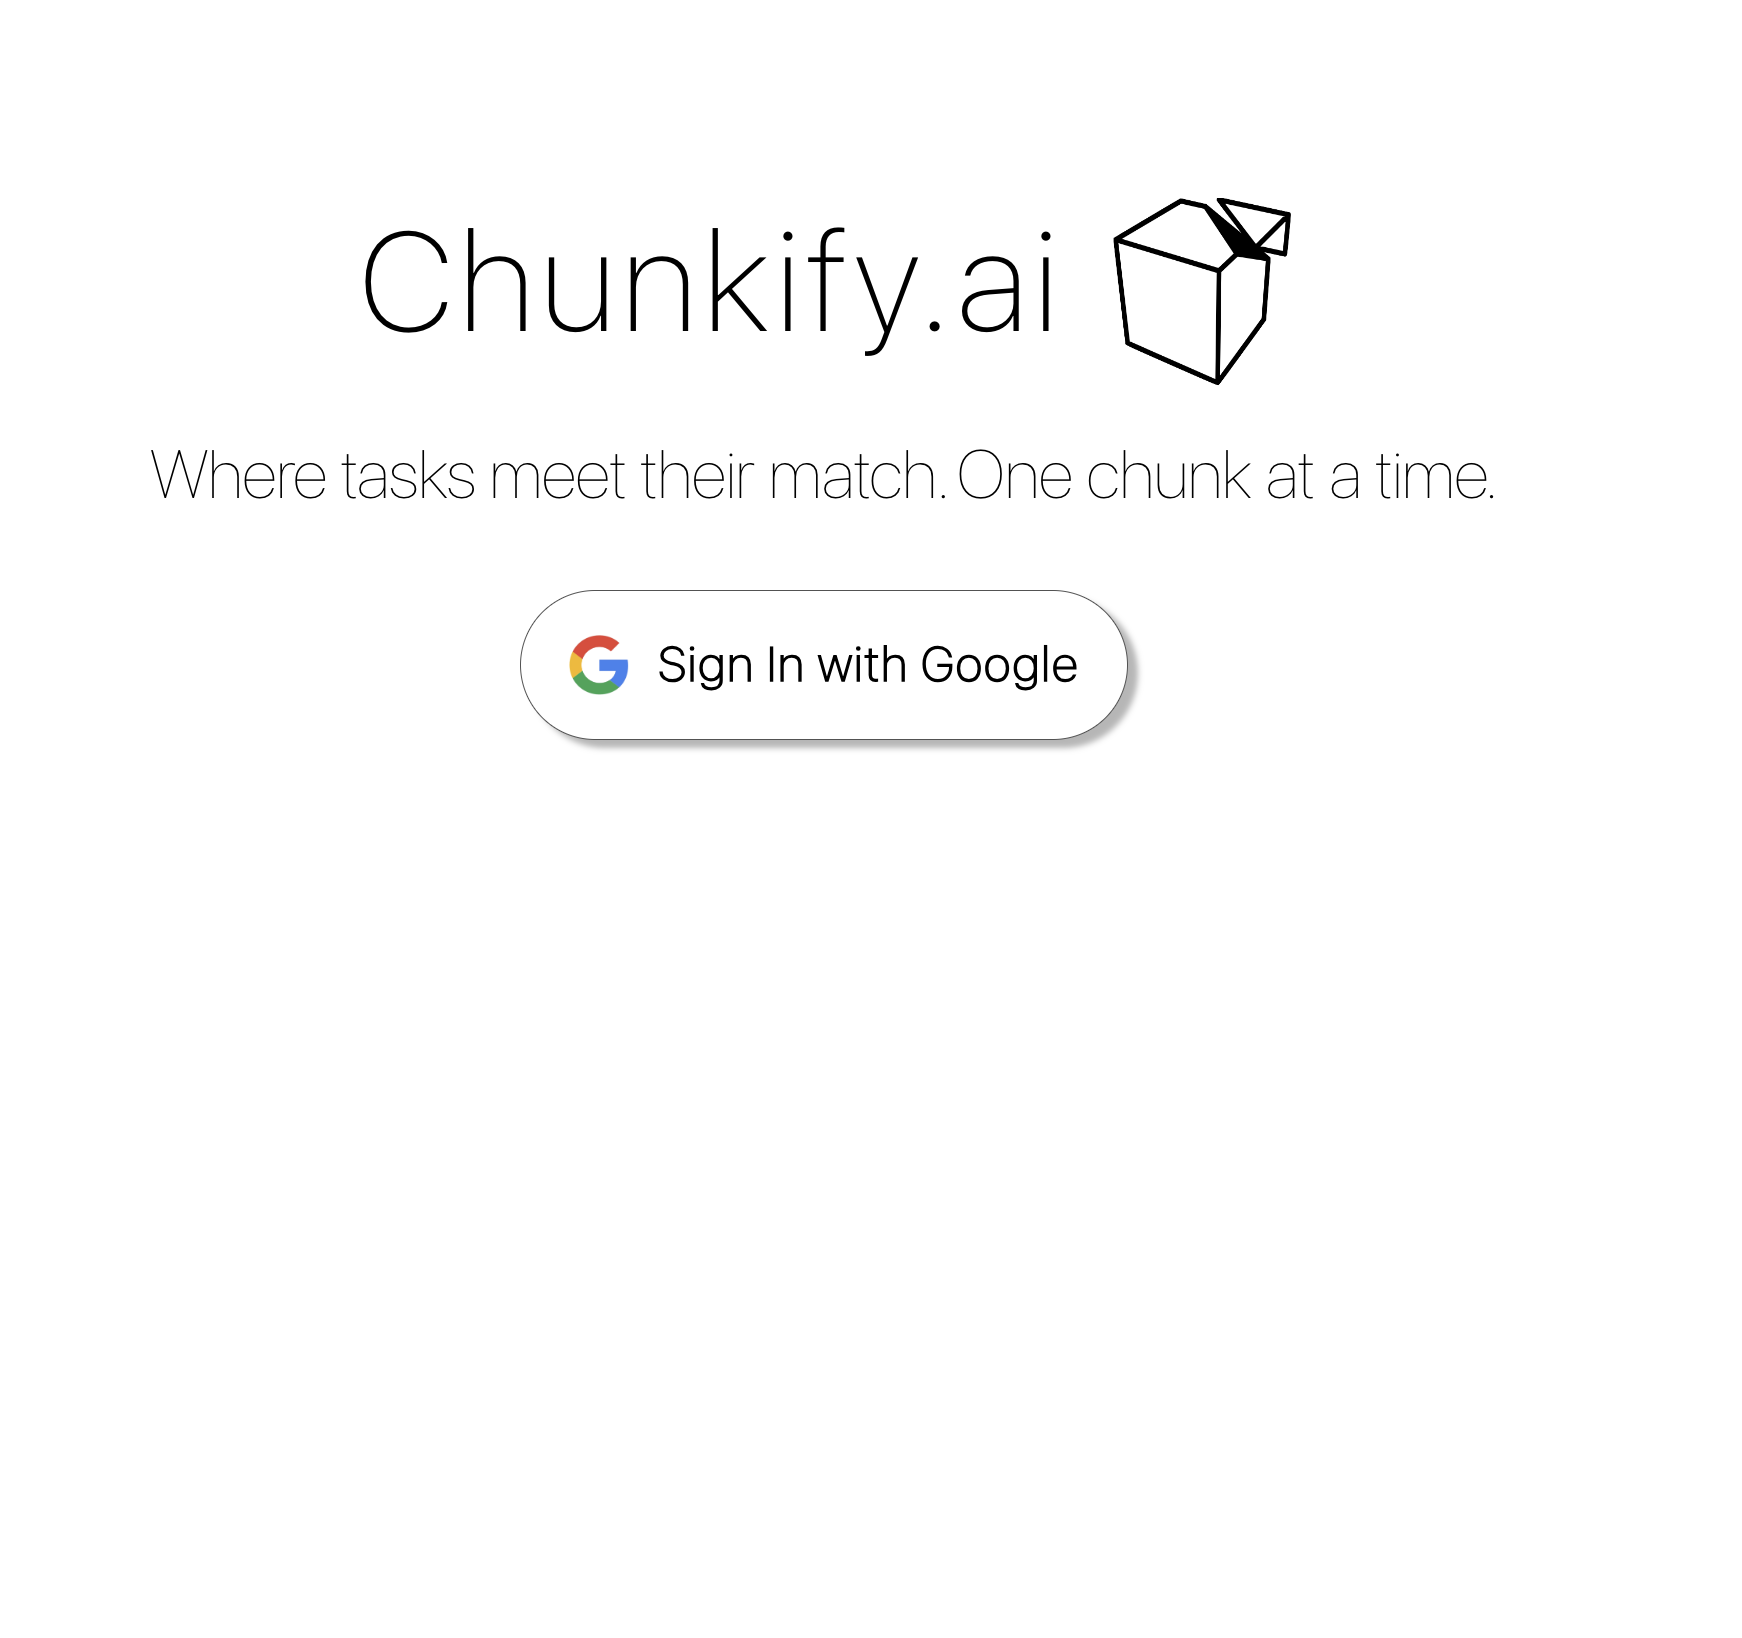 Chunkify.ai
Where tasks meet their match. One chunk at a time.
Sign In with Google